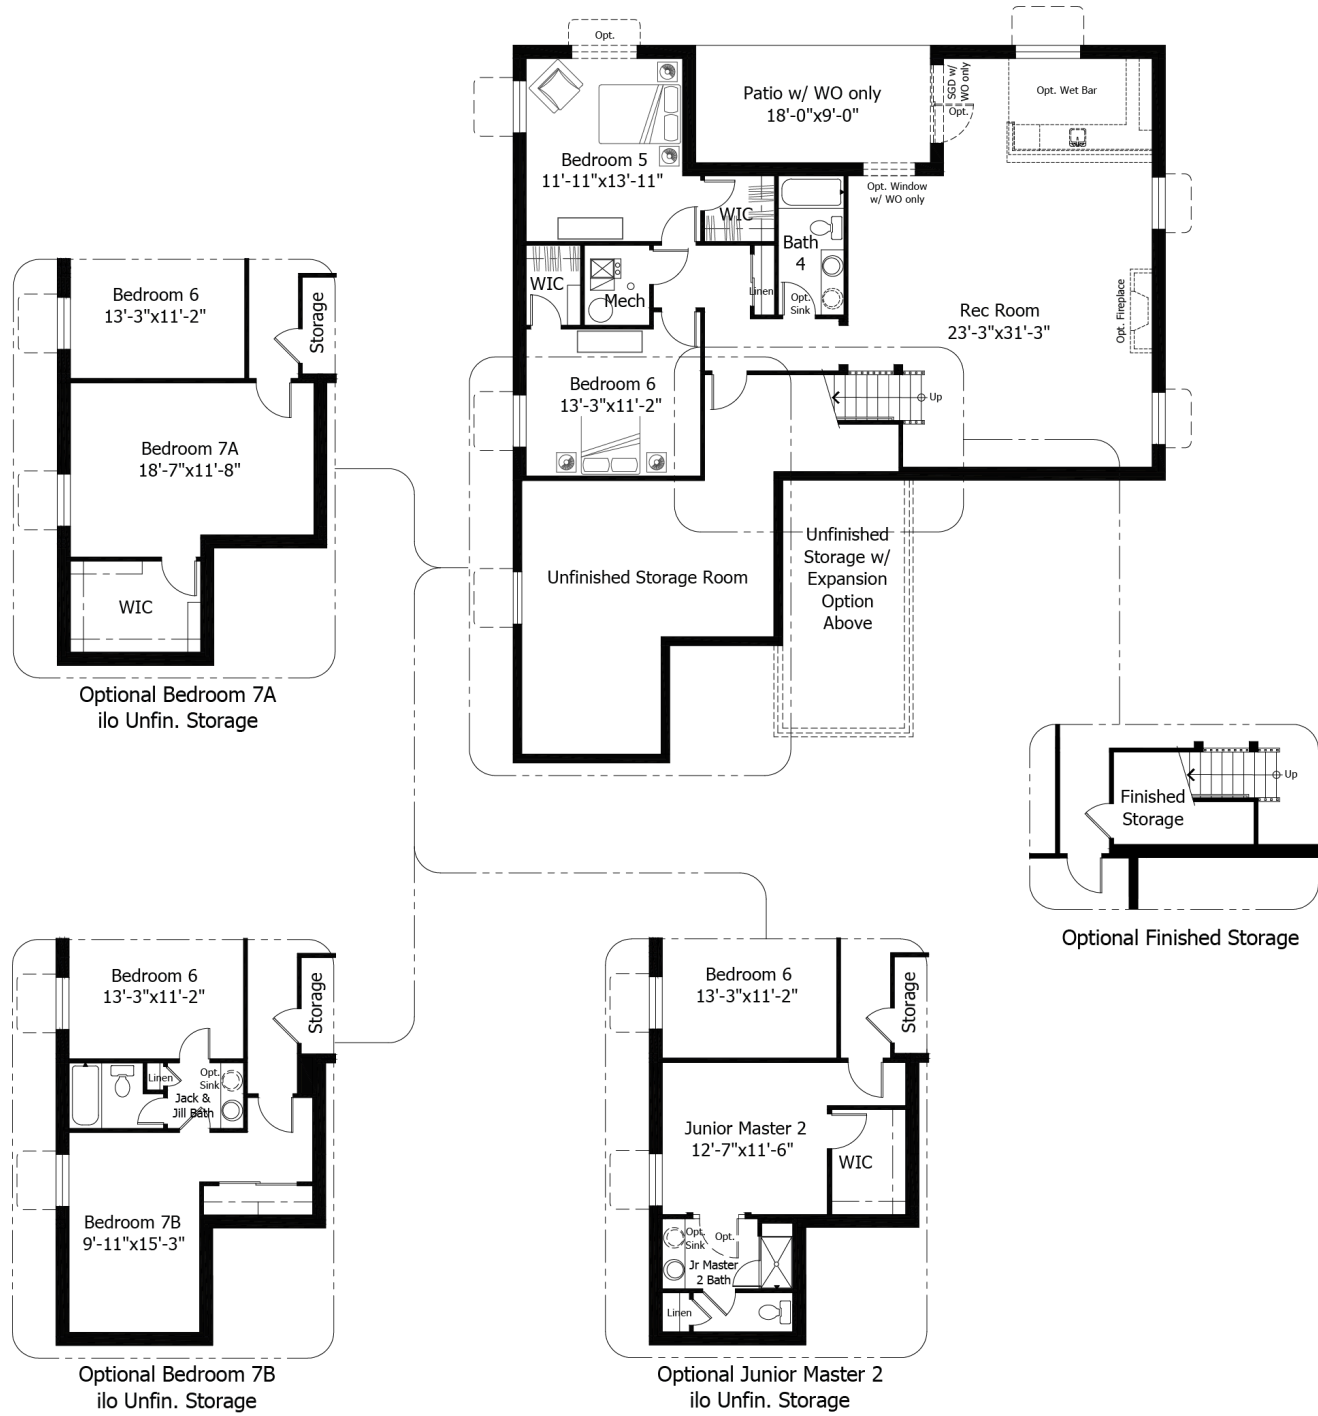 Opt.
Bedroom 5
11'-11"x13'-11"
Patio w/ WO only
18'-0"x9'-0"
SGD w/
WO only
Opt.
Opt. Wet Bar
Opt. Window
w/ WO only
WIC
Bath
4
Opt.
Sink
Linen
WIC
Mech
Rec Room
23'-3"x31'-3"
Opt. Fireplace
Bedroom 6
13'-3"x11'-2"
Up
Unfinished Storage Room
Unfinished
Storage w/
Expansion
Option
Above
Bedroom 6
13'-3"x11'-2"
Storage
Bedroom 7A
18'-7"x11'-8"
WIC
Optional Bedroom 7A
ilo Unfin. Storage
Up
Finished
Storage
Optional Finished Storage
Bedroom 6
13'-3"x11'-2"
Storage
Linen
Opt.
Sink
Jack &
Jill Bath
Bedroom 7B
9'-11"x15'-3"
Optional Bedroom 7B
ilo Unfin. Storage
Bedroom 6
13'-3"x11'-2"
Storage
Junior Master 2
12'-7"x11'-6"
WIC
Opt.
Sink
Opt.
Jr Master
2 Bath
Linen
Optional Junior Master 2
ilo Unfin. Storage